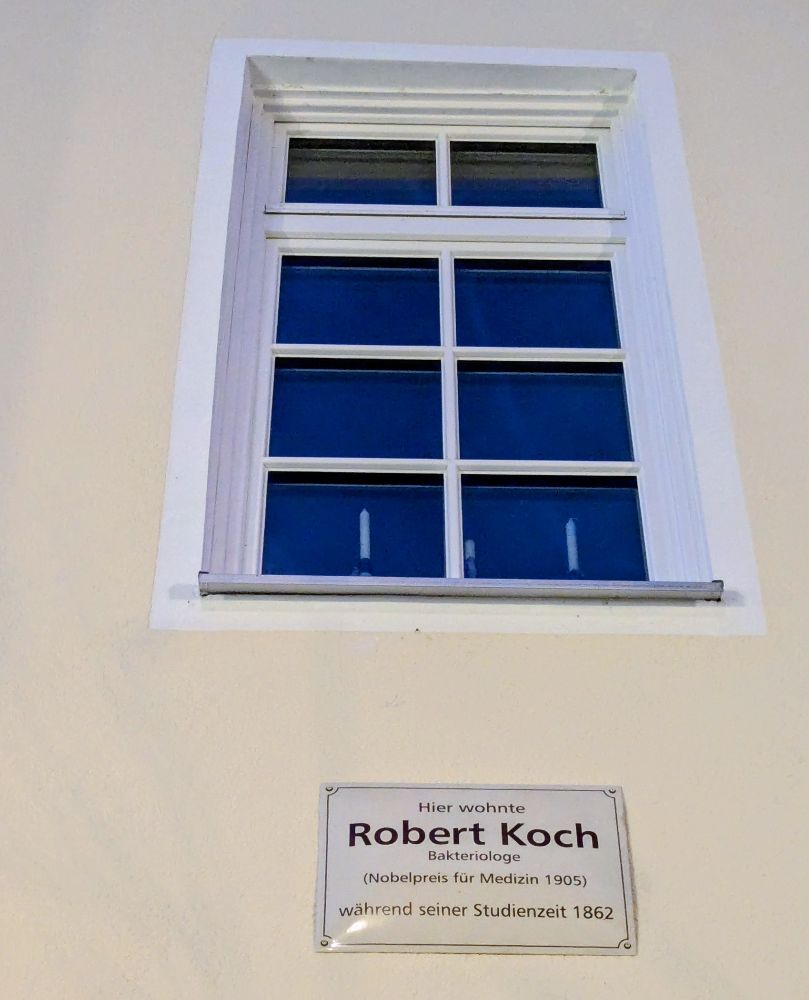 Hier wohnte
Robert Koch
Bakteriologe
(Nobelpreis für Medizin 1905)
während seiner Studienzeit 1862